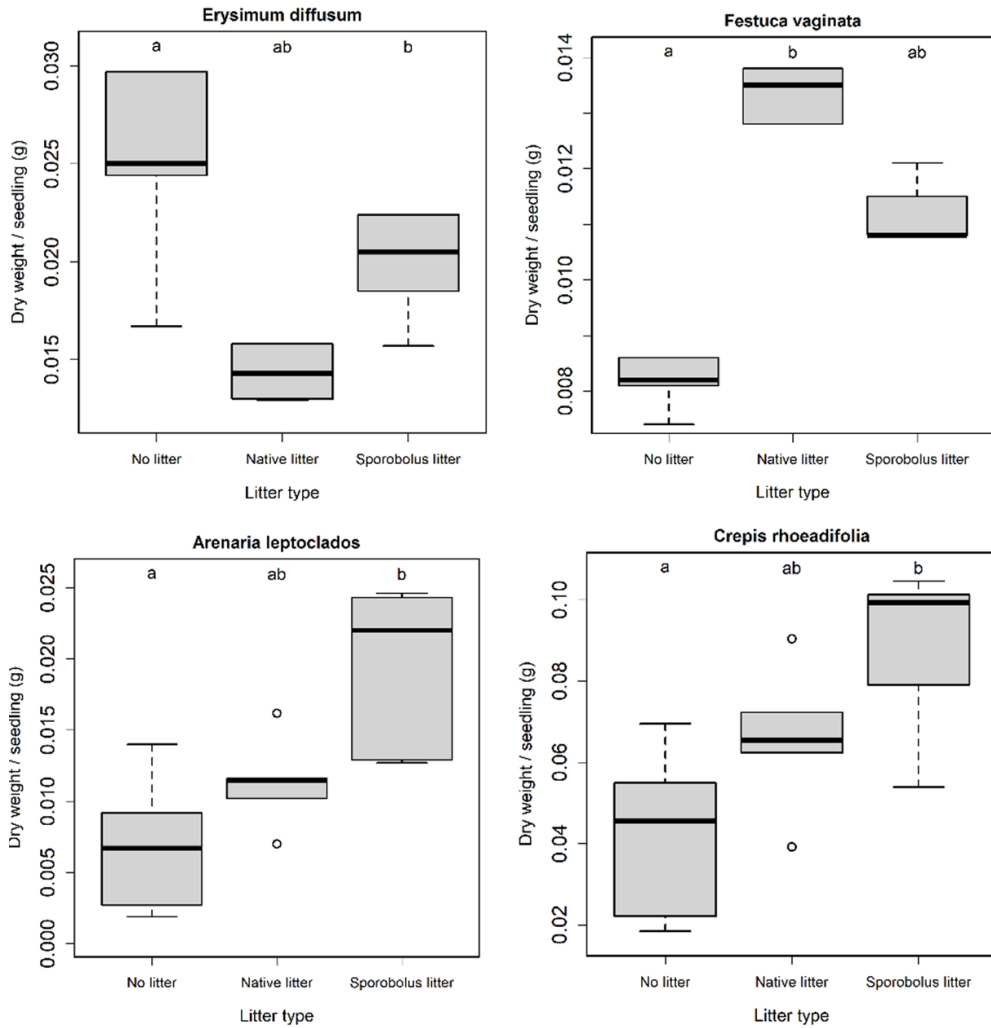 Erysimum diffusum
a ab b
Dry weight / seedling (g)
0.030
0.025
0.020
0.015
No litter Native litter Sporobolus litter
Litter type
Festuca vaginata
a b ab
Dry weight / seedling (g)
0.014
0.012
0.010
0.008
No litter Native litter Sporobolus litter
Litter type
Arenaria leptoclados
a ab b
Dry weight / seedling (g)
0.025
0.020
0.015
0.010
0.005
0.000
No litter Native litter Sporobolus litter
Litter type
Crepis rhoeadifolia
a ab b
Dry weight / seedling (g)
0.10
0.08
0.06
0.04
0.02
No litter Native litter Sporobolus litter
Litter type